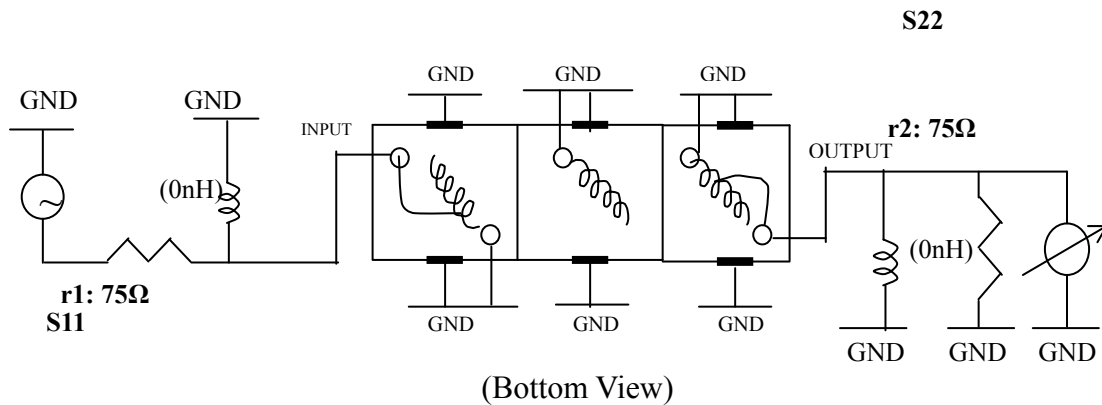 S22
GND
GND
GND
GND
GND
INPUT
r2: 75Ω
OUTPUT
(0nH)
(0nH)
r1: 75Ω
S11
GND
GND
GND
GND
GND
GND
(Bottom View)